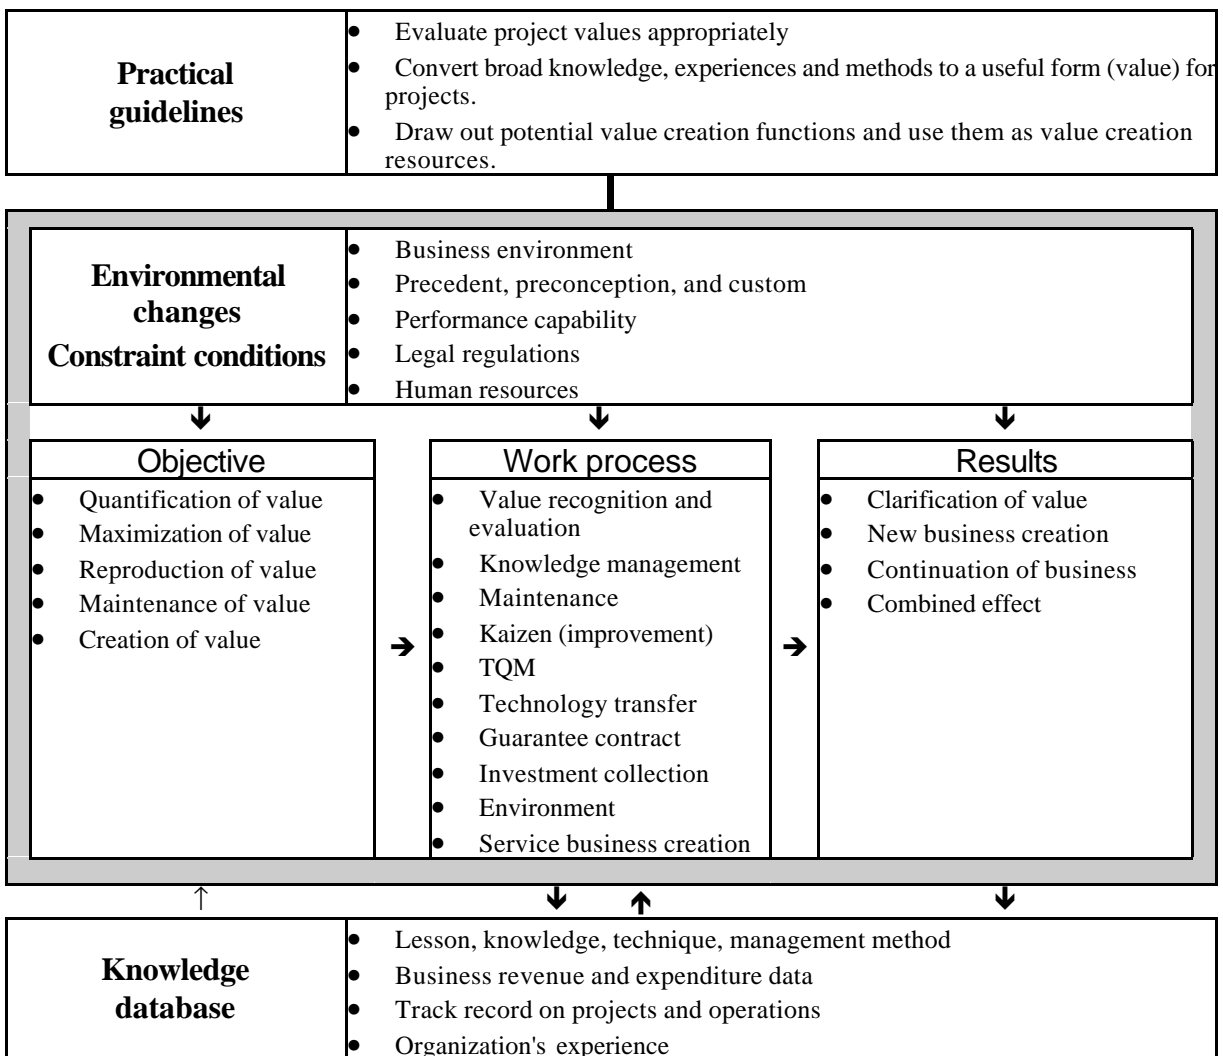 Practical
guidelines
● Evaluate project values appropriately
● Convert broad knowledge, experiences and methods to a useful form (value) for
projects.
● Draw out potential value creation functions and use them as value creation
resources.
Environmental
changes
Constraint conditions
● Business environment
● Precedent, preconception, and custom
● Performance capability
● Legal regulations
● Human resources
Objective
● Quantification of value
● Maximization of value
● Reproduction of value
● Maintenance of value
● Creation of value
Work process
● Value recognition and
evaluation
● Knowledge management
● Maintenance
● Kaizen (improvement)
● TQM
● Technology transfer
● Guarantee contract
● Investment collection
● Environment
● Service business creation
Results
● Clarification of value
● New business creation
● Continuation of business
● Combined effect
Knowledge
database
● Lesson, knowledge, technique, management method
● Business revenue and expenditure data
● Track record on projects and operations
● Organization's experience